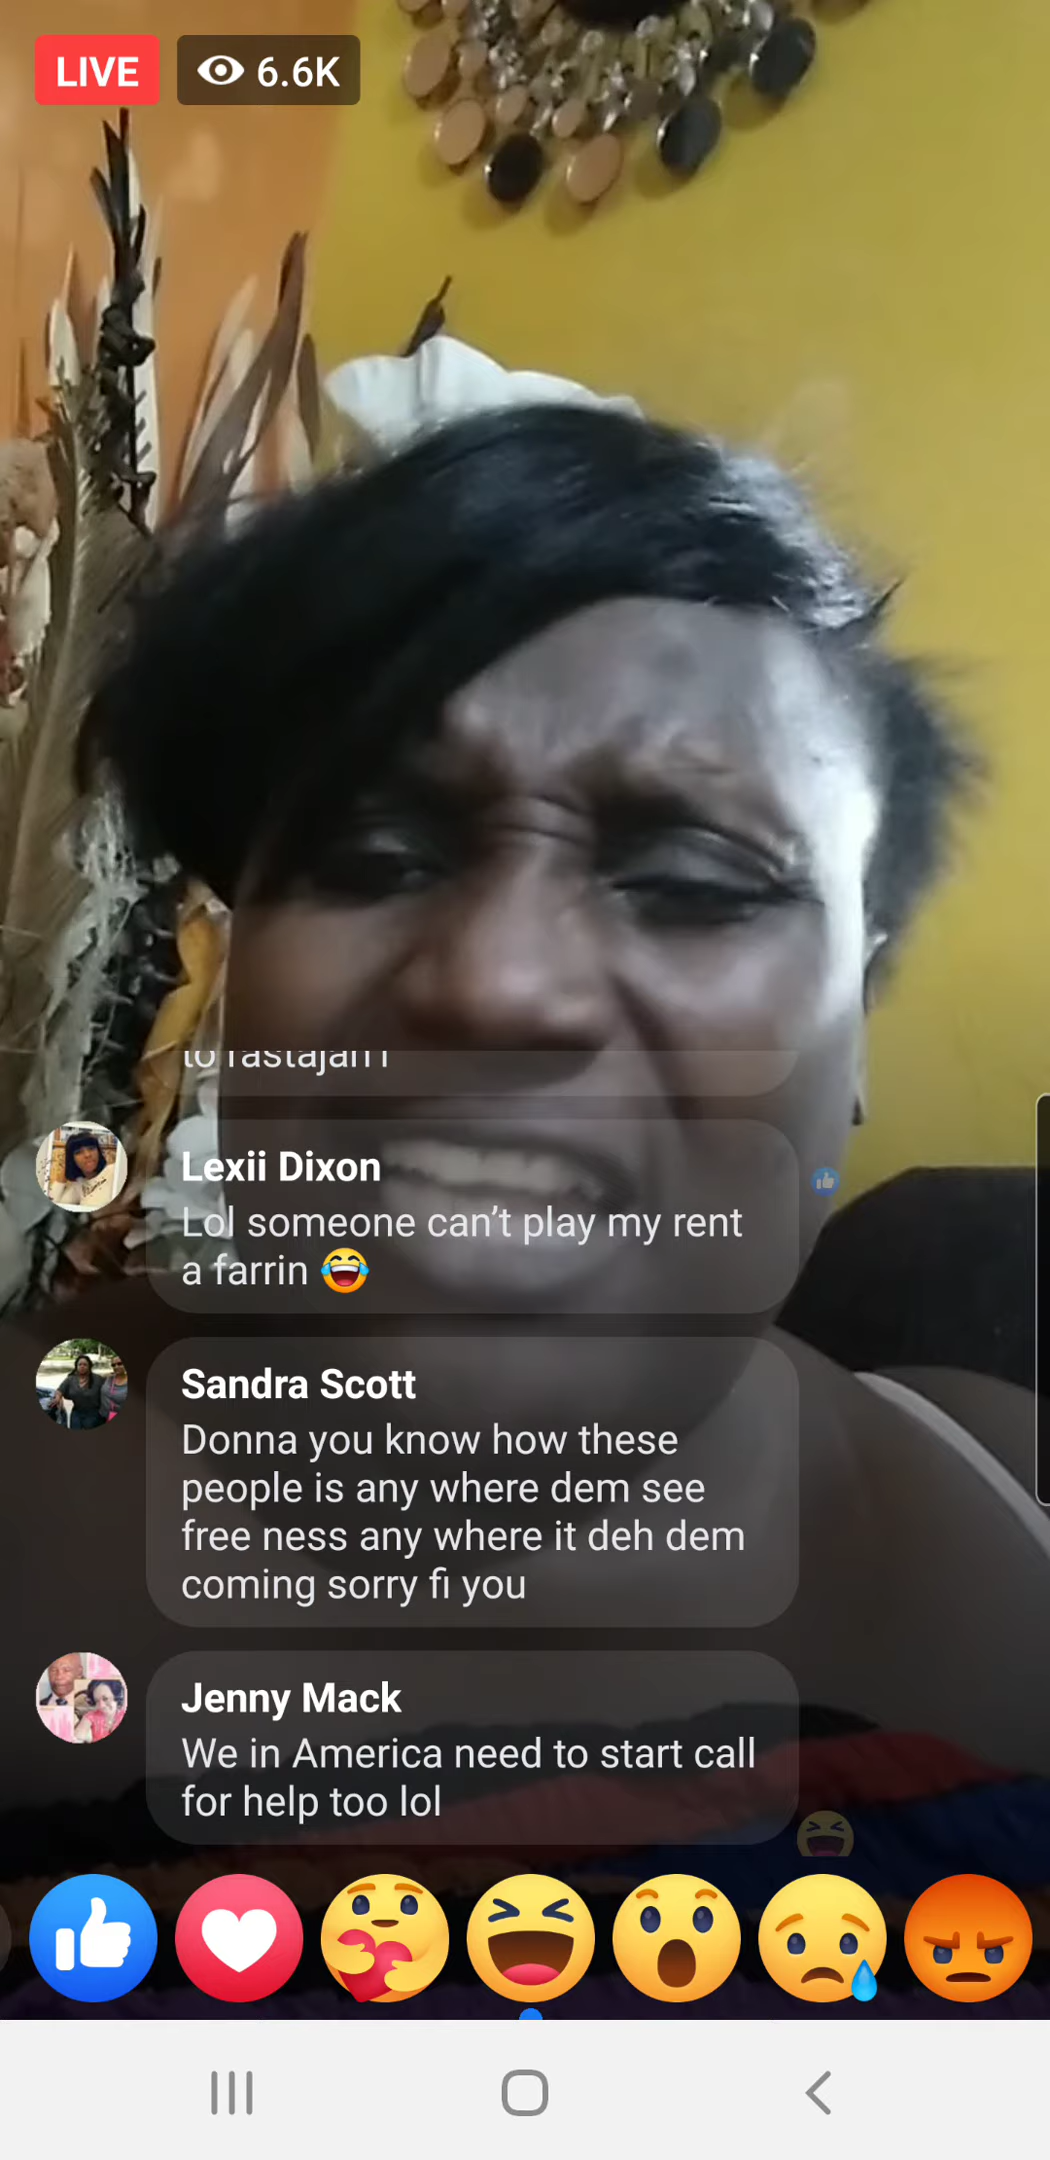 LIVE 6.6K
to rastajam
Lexii Dixon
Lol someone can't play my rent
a farrin 😂
Sandra Scott
Donna you know how these
people is any where dem see
free ness any where it deh dem
coming sorry fi you
Jenny Mack
We in America need to start call
for help too lol